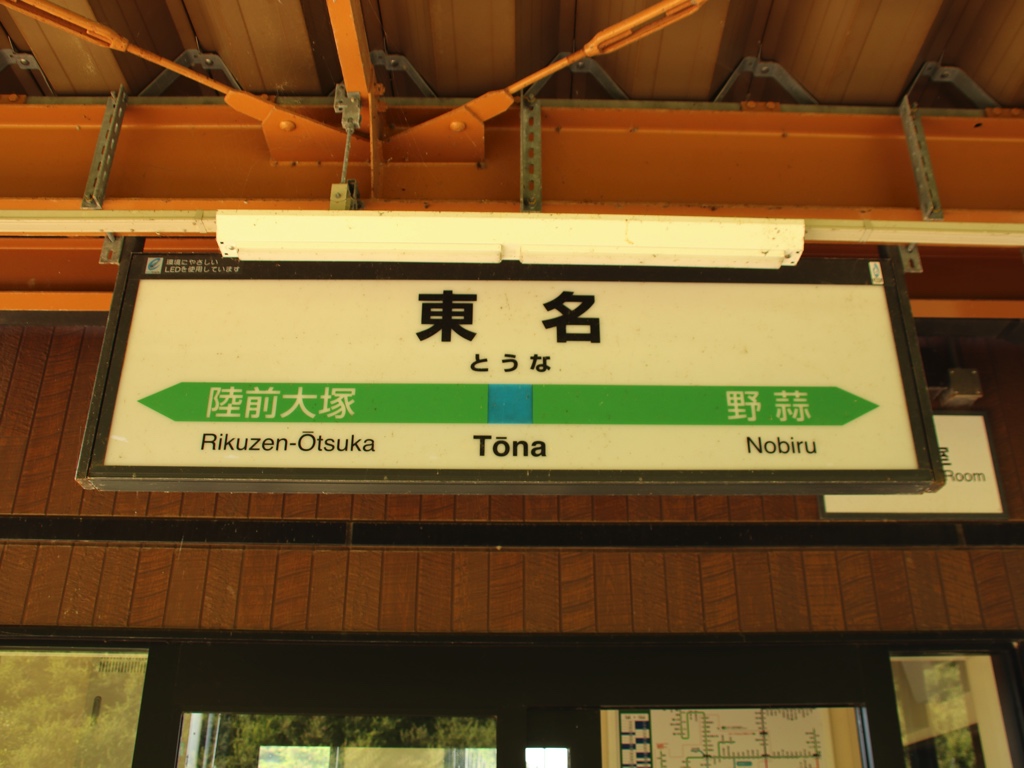 環境にやさしい
LEDを使用しています
東名
とうな
陸前大塚 野蒜
Rikuzen-Ōtsuka Tōna Nobiru
Room